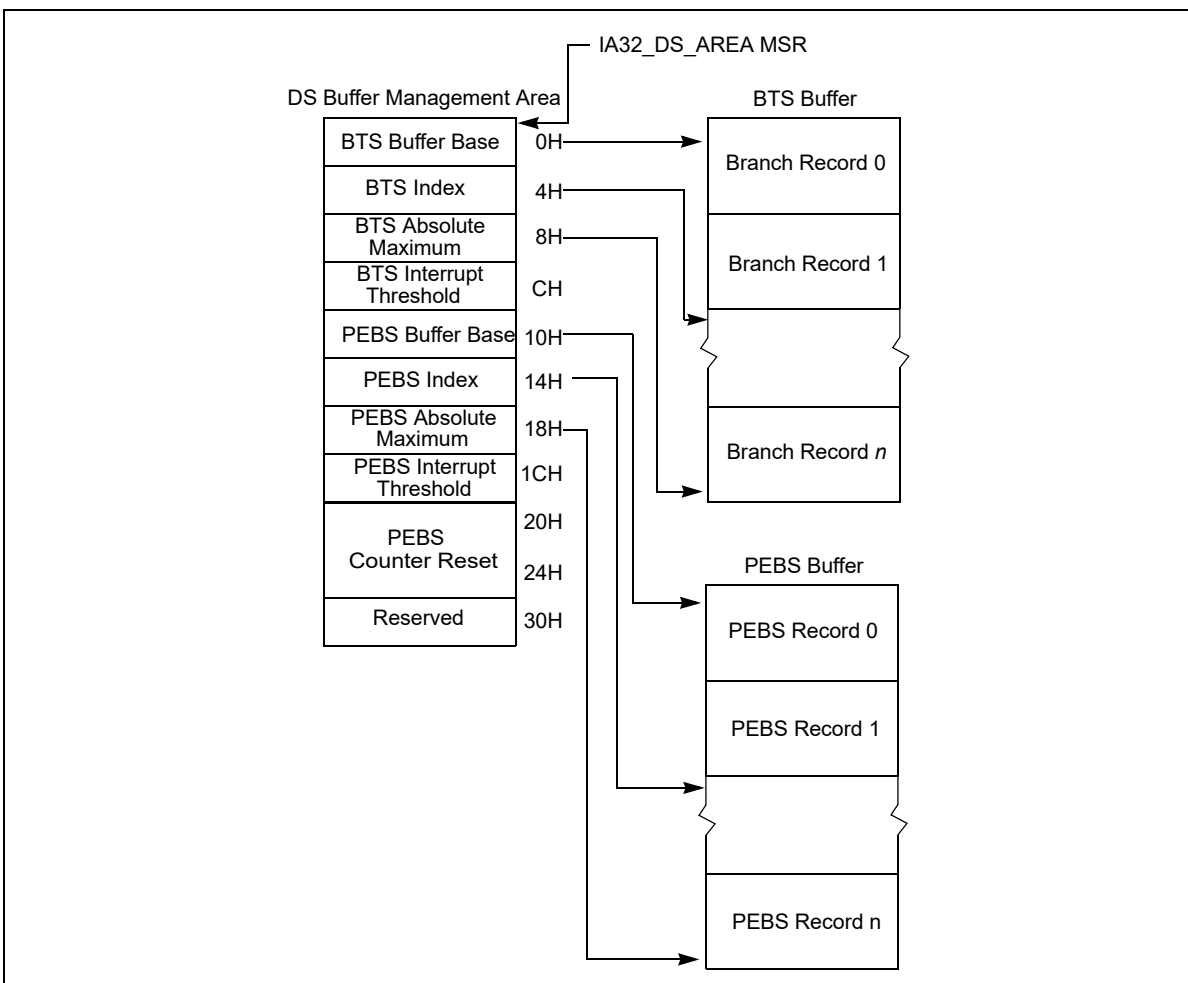 IA32_DS_AREA MSR
DS Buffer Management Area
BTS Buffer Base 0H
BTS Index 4H
BTS Absolute
Maximum 8H
BTS Interrupt
Threshold CH
PEBS Buffer Base 10H
PEBS Index 14H
PEBS Absolute
Maximum 18H
PEBS Interrupt
Threshold 1CH
20H
PEBS
Counter Reset
24H
Reserved 30H
BTS Buffer
Branch Record 0
Branch Record 1
Branch Record n
PEBS Buffer
PEBS Record 0
PEBS Record 1
PEBS Record n